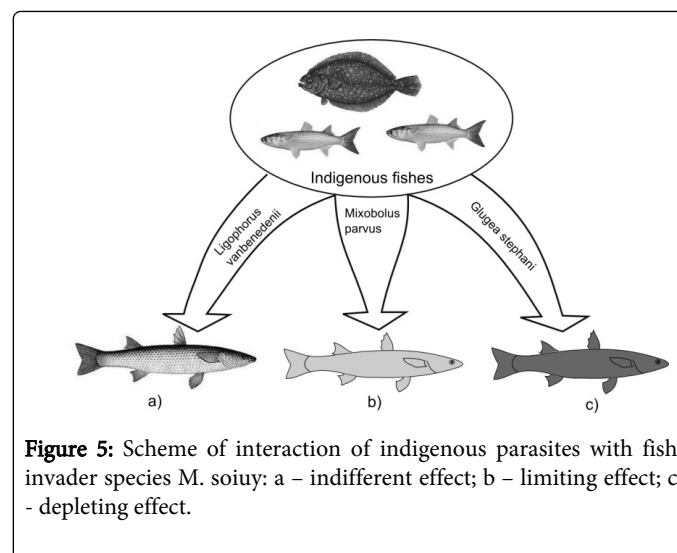 Indigenous fishes
Ligophorus
vanbenedenii
Mixobolus
parvus
Glugea stephani
a)
b)
c)
Figure 5: Scheme of interaction of indigenous parasites with fish
invader species M. soiuy: a – indifferent effect; b – limiting effect; c
- depleting effect.